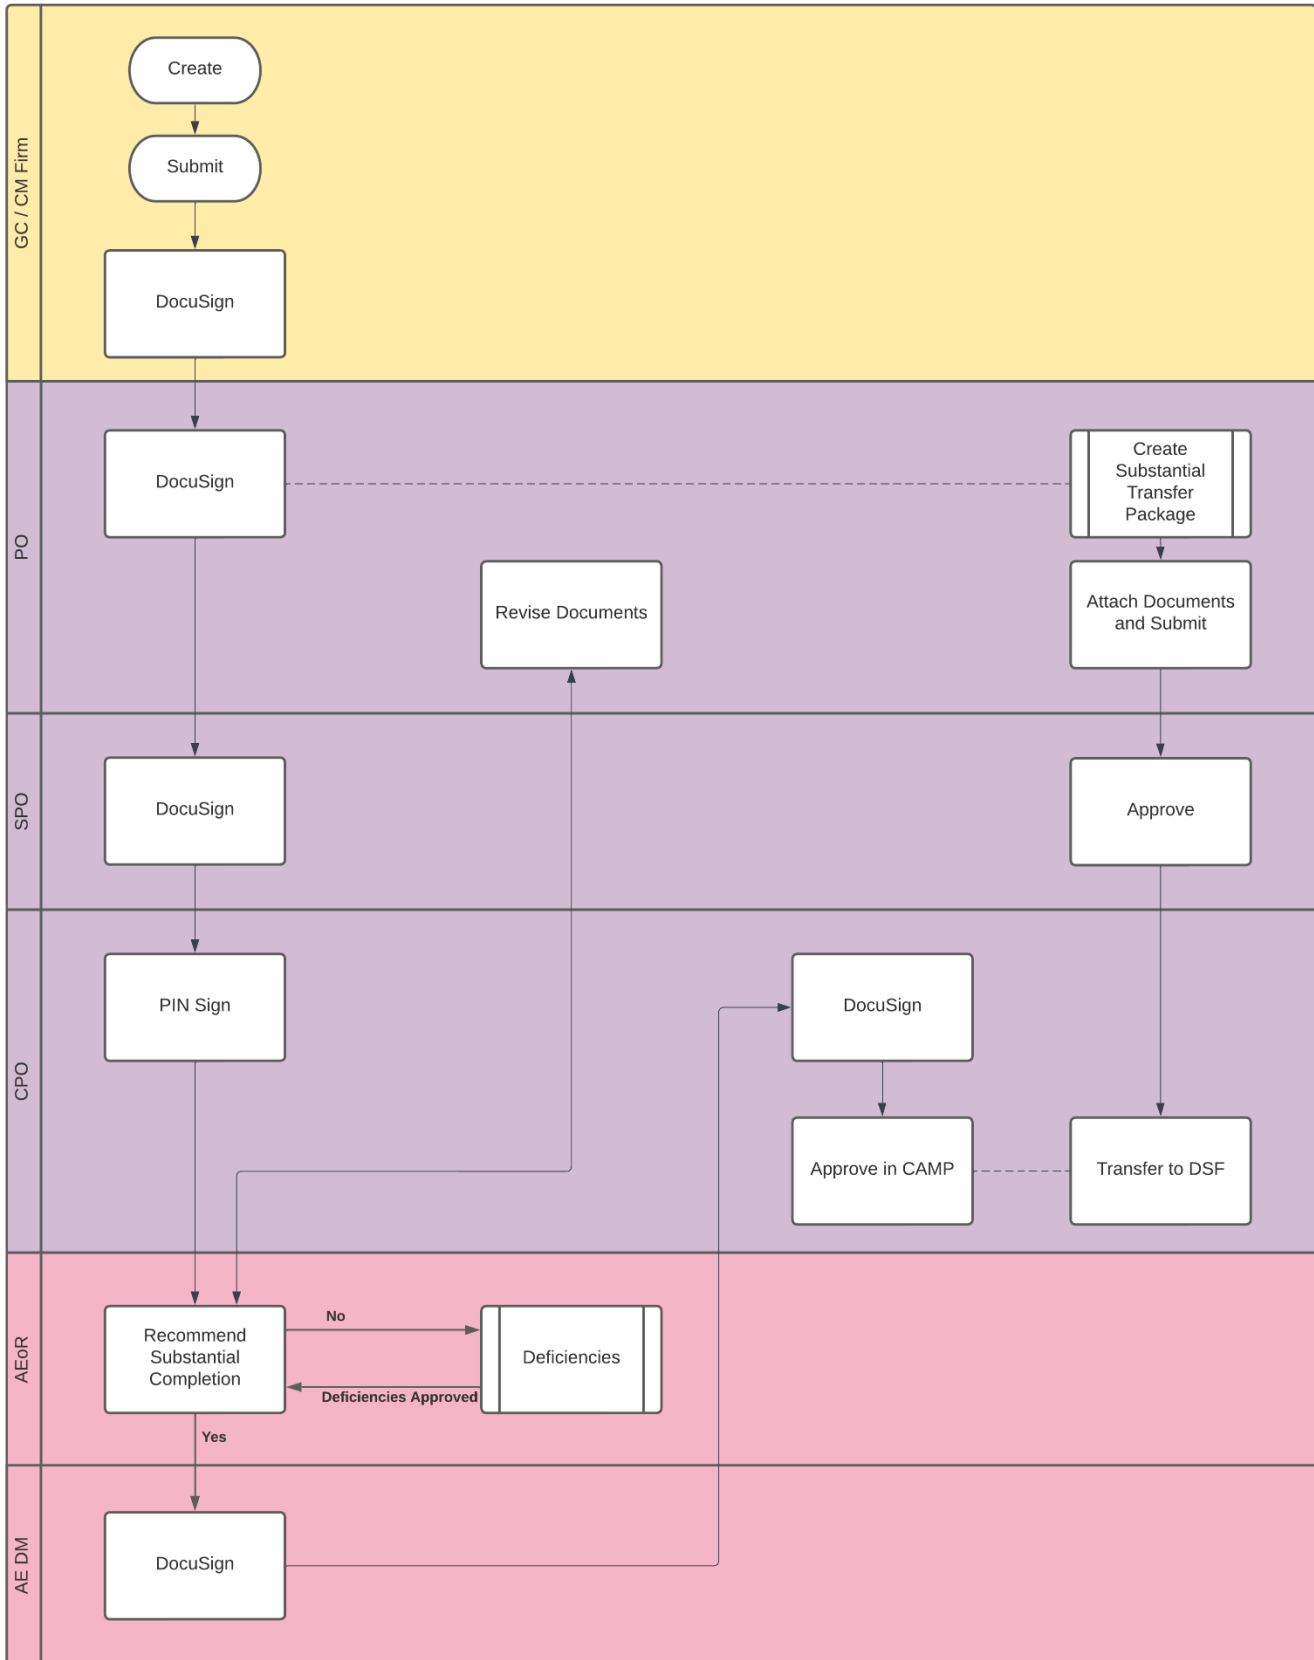 GC / CM Firm
Create
Submit
DocuSign
PO
DocuSign
Create
Substantial
Transfer
Package
Revise Documents
Attach Documents
and Submit
SPO
DocuSign
Approve
CPO
PIN Sign
DocuSign
Approve in CAMP
Transfer to DSF
AEoR
Recommend
Substantial
Completion
No
Deficiencies
Deficiencies Approved
Yes
AE DM
DocuSign